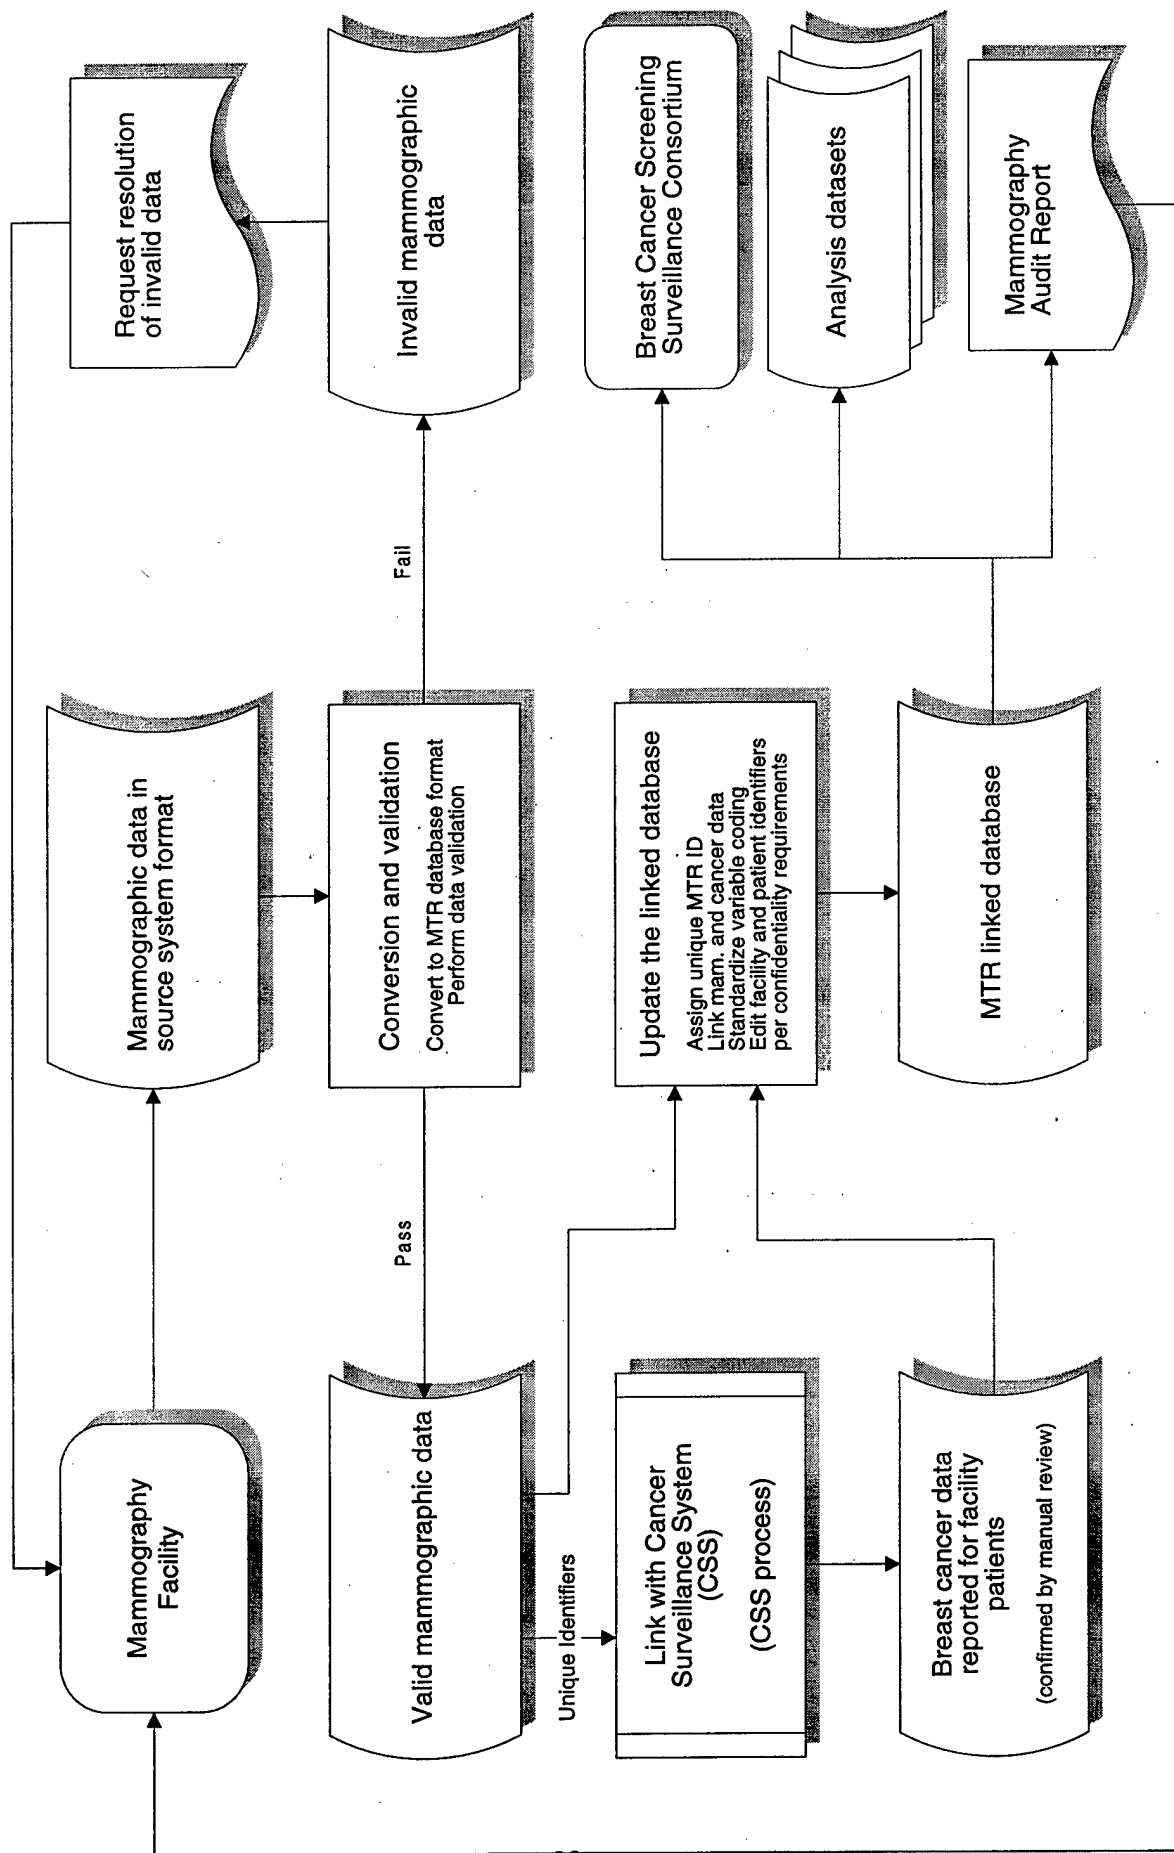 Mammography
Facility
Mammographic data in
source system format
Request resolution
of invalid data
Valid mammographic data
Pass
Conversion and validation
Convert to MTR database format
Perform data validation
Fail
Invalid mammographic
data
Unique Identifiers
Link with Cancer
Surveillance System
(CSS)
(CSS process)
Update the linked database
Assign unique MTR ID
Link mam. and cancer data
Standardize variable coding
Edit facility and patient identifiers
per confidentiality requirements
Breast Cancer Screening
Surveillance Consortium
Analysis datasets
Breast cancer data
reported for facility
patients
(confirmed by manual review)
MTR linked database
Mammography
Audit Report